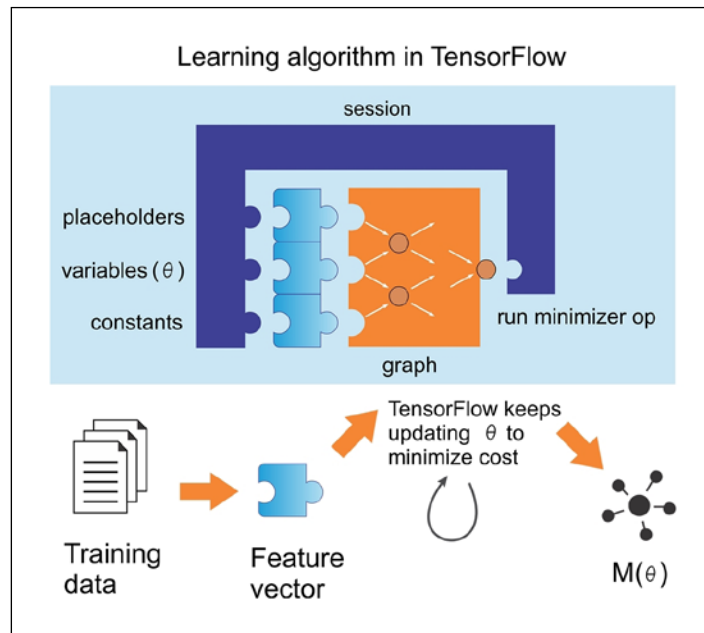 Learning algorithm in TensorFlow
session
placeholders
variables (θ)
constants
run minimizer op
graph
TensorFlow keeps
updating θ to
minimize cost
Training
data
Feature
vector
M(θ)